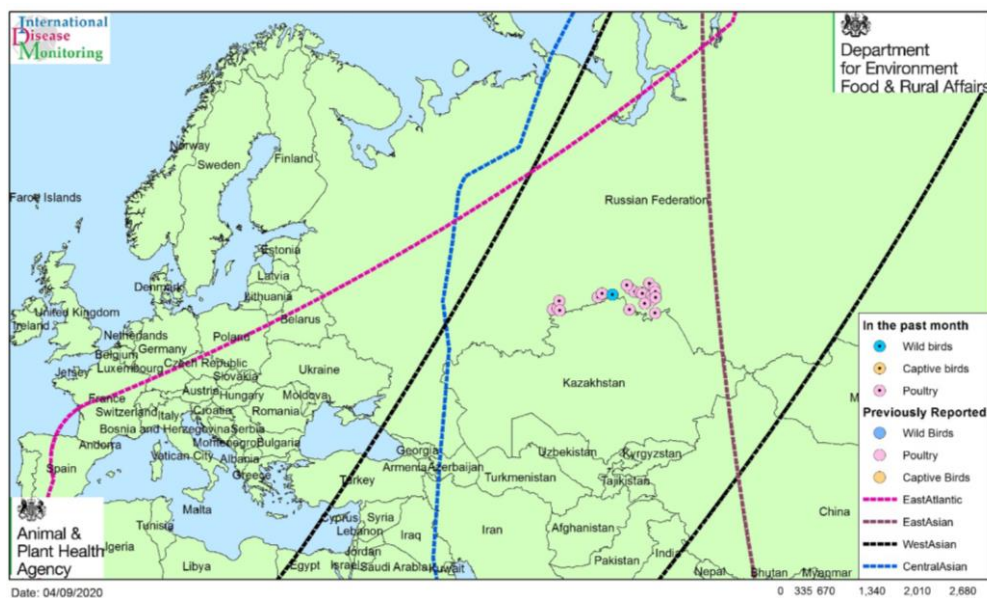 International
Disease
Monitoring
Department
for Environment
Food & Rural Affairs
Norway
Sweden
Finland
Faroe Islands
Russian Federation
Estonia
Latvia
Denmark
Lithuania
United Kingdom
Ireland
Belarus
Netherlands
Poland
Germany
Belgium
Luxembourg
Czech Republic
Jersey
Slovakia
Ukraine
Kazakhstan
France
Austria
Hungary
Moldova
Switzerland
Italy
Croatia
Romania
Bosnia and Herzegovina
Serbia
Andorra
Montenegro
Bulgaria
Georgia
Uzbekistan
Kyrgyzstan
Vatican City
Albania
Armenia
Azerbaijan
Spain
Greece
Turkey
Turkmenistan
Tajikistan
Malta
Cyprus
Syria
China
Tunisia
Lebanon
Iraq
Iran
Afghanistan
lgeria
Jordan
Pakistan
India
Libya
Egypt
Israel
Saudi Arabia
Kuwait
Nepal
Bhutan
Myanmar
M
In the past month
Wild birds
Captive birds
Poultry
Previously Reported
Wild Birds
Poultry
Captive Birds
EastAtlantic
EastAsian
WestAsian
CentralAsian
Animal &
Plant Health
Agency
Date: 04/09/2020
0 335 670 1,340 2,010 2,680